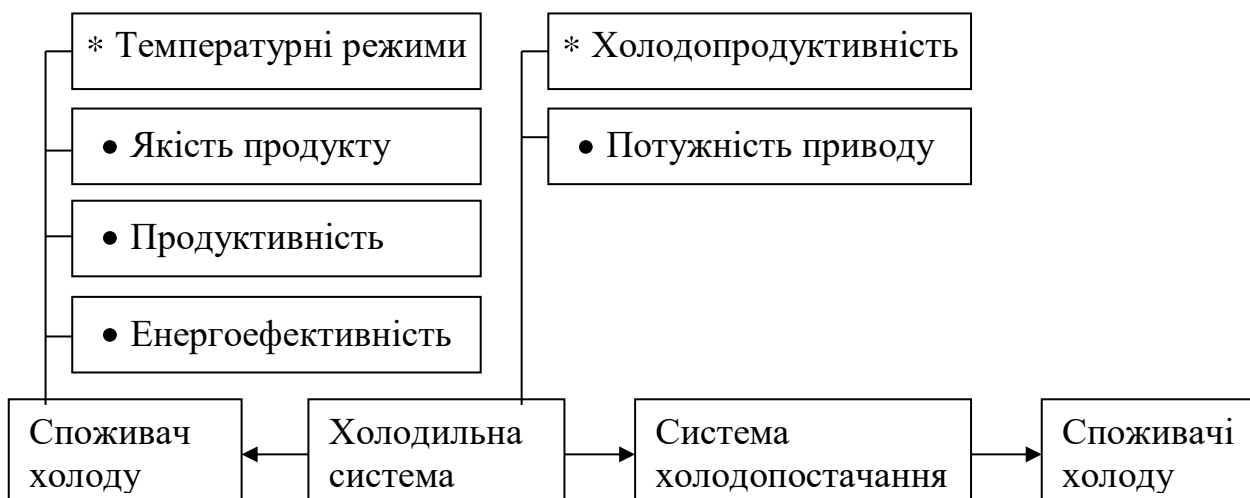 * Температурні режими
• Якість продукту
• Продуктивність
• Енергоефективність
* Холодопродуктивність
• Потужність приводу
Споживач
холоду
Холодильна
система
Система
холодопостачання
Споживачі
холоду